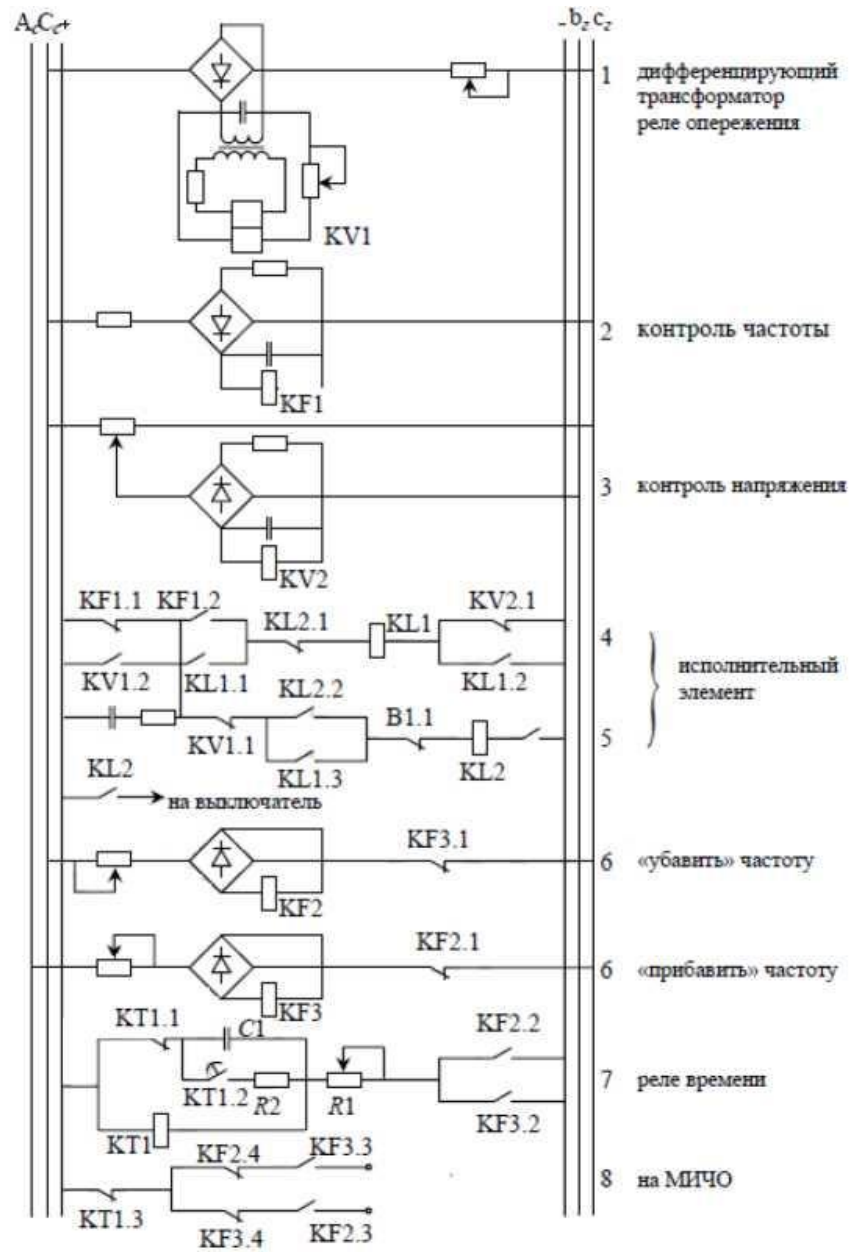 AcCc+
- bz cz
1 дифференцирующий
трансформатор
реле опережения
KV1
2 контроль частоты
KF1
3 контроль напряжения
KV2
KF1.1 KF1.2 KL2.1 KL1 KV2.1
4
KV1.2 KL1.1 KL1.2
исполнительный
элемент
KV1.1 KL2.2 B1.1
5
KL1.3 KL2
KL2
на выключатель
KF3.1
6 «убавить» частоту
KF2
KF2.1
6 «прибавить» частоту
KF3
KT1.1 C1 KF2.2
KT1.2 R2 R1
7 реле времени
KT1 KF3.2
KF2.4 KF3.3
8 на МИЧО
KT1.3
KF3.4 KF2.3